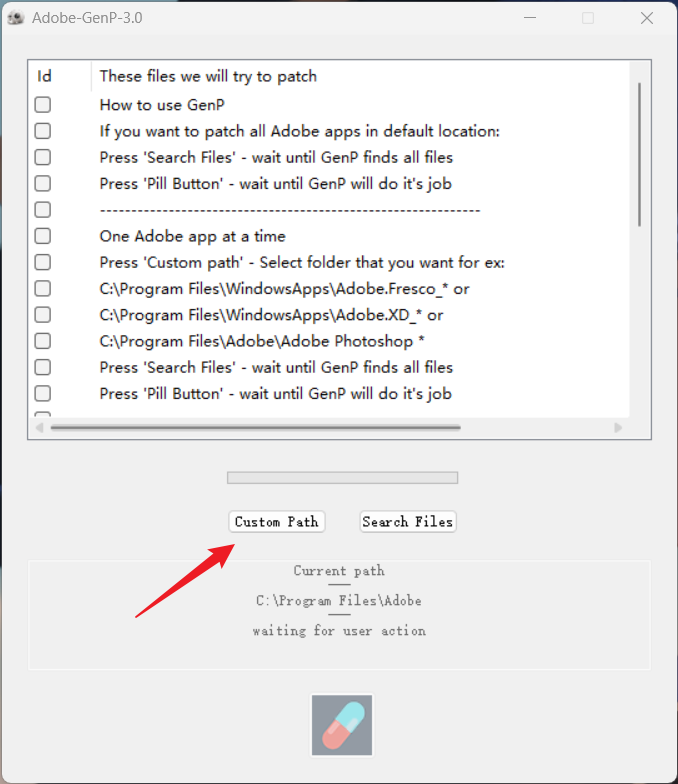 Adobe-GenP-3.0
Id These files we will try to patch
How to use GenP
If you want to patch all Adobe apps in default location:
Press 'Search Files' - wait until GenP finds all files
Press 'Pill Button' - wait until GenP will do it's job
-------------------------------------------------------------
One Adobe app at a time
Press 'Custom path' - Select folder that you want for ex:
C:\Program Files\WindowsApps\Adobe.Fresco_* or
C:\Program Files\WindowsApps\Adobe.XD_* or
C:\Program Files\Adobe\Adobe Photoshop *
Press 'Search Files' - wait until GenP finds all files
Press 'Pill Button' - wait until GenP will do it's job
Custom Path Search Files
Current path
---
C:\Program Files\Adobe
---
waiting for user action